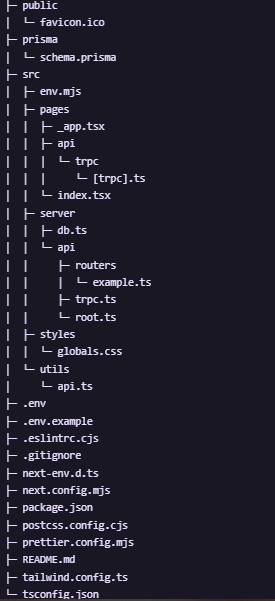 ├─ public
│  └─ favicon.ico
├─ prisma
│  └─ schema.prisma
├─ src
│  ├─ env.mjs
│  ├─ pages
│  │  ├─ _app.tsx
│  │  ├─ api
│  │  │  └─ trpc
│  │  │     └─ [trpc].ts
│  │  └─ index.tsx
│  ├─ server
│  │  ├─ db.ts
│  │  └─ api
│  │     ├─ routers
│  │     │  └─ example.ts
│  │     ├─ trpc.ts
│  │     └─ root.ts
│  ├─ styles
│  │  └─ globals.css
│  └─ utils
│     └─ api.ts
├─ .env
├─ .env.example
├─ .eslintrc.cjs
├─ .gitignore
├─ next-env.d.ts
├─ next.config.mjs
├─ package.json
├─ postcss.config.cjs
├─ prettier.config.mjs
├─ README.md
├─ tailwind.config.ts
└─ tsconfig.json